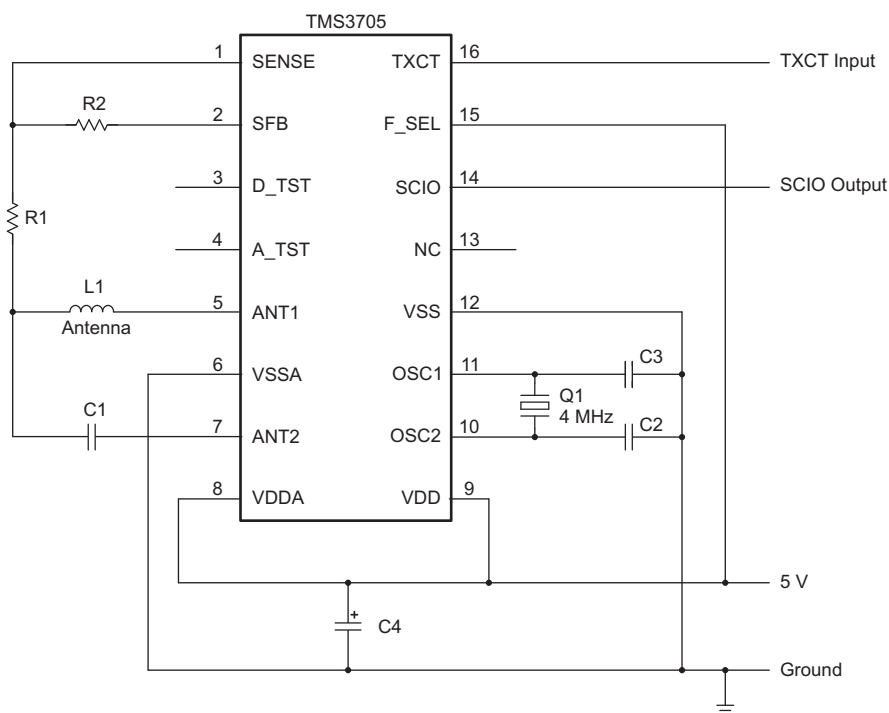 TMS3705
1 SENSE TXCT 16 TXCT Input
R2
2 SFB F_SEL 15
3 D_TST SCIO 14 SCIO Output
R1
4 A_TST NC 13
L1
Antenna
5 ANT1 VSS 12
6 VSSA OSC1 11 C3
Q1
4 MHz
C1
7 ANT2 OSC2 10 C2
8 VDDA VDD 9
5 V
+
C4
Ground